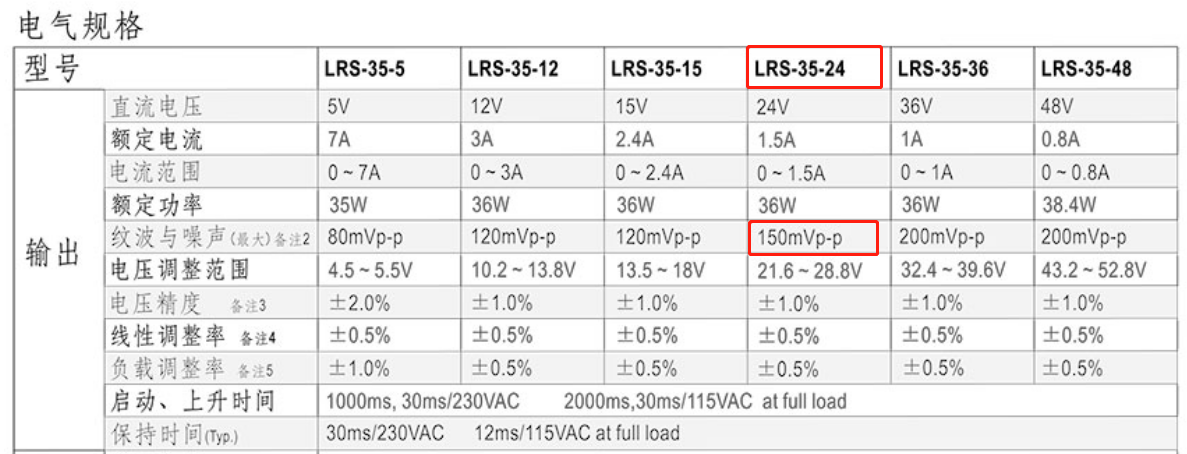 电气规格
型号 LRS-35-5 LRS-35-12 LRS-35-15 LRS-35-24 LRS-35-36 LRS-35-48
输出
直流电压 5V 12V 15V 24V 36V 48V
额定电流 7A 3A 2.4A 1.5A 1A 0.8A
电流范围 0~7A 0~3A 0~2.4A 0~1.5A 0~1A 0~0.8A
额定功率 35W 36W 36W 36W 36W 38.4W
纹波与噪声(最大)备注2 80mVp-p 120mVp-p 120mVp-p 150mVp-p 200mVp-p 200mVp-p
电压调整范围 4.5~5.5V 10.2~13.8V 13.5~18V 21.6~28.8V 32.4~39.6V 43.2~52.8V
电压精度 备注3 ±2.0% ±1.0% ±1.0% ±1.0% ±1.0% ±1.0%
线性调整率 备注4 ±0.5% ±0.5% ±0.5% ±0.5% ±0.5% ±0.5%
负载调整率 备注5 ±1.0% ±0.5% ±0.5% ±0.5% ±0.5% ±0.5%
启动、上升时间 1000ms, 30ms/230VAC 2000ms,30ms/115VAC at full load
保持时间(Typ.) 30ms/230VAC 12ms/115VAC at full load